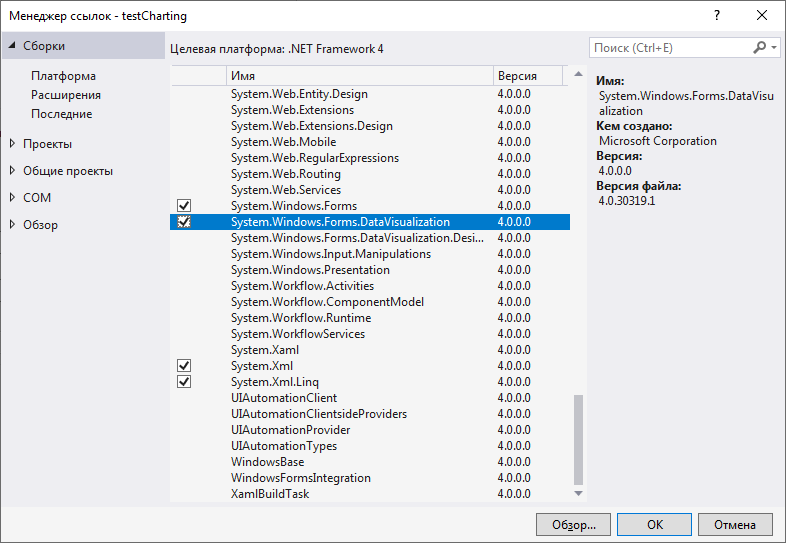 Менеджер ссылок - testCharting
Сборки
Платформа
Расширения
Последние
Проекты
Общие проекты
COM
Обзор
Целевая платформа: .NET Framework 4
Имя Версия
System.Web.Entity.Design 4.0.0.0
System.Web.Extensions 4.0.0.0
System.Web.Extensions.Design 4.0.0.0
System.Web.Mobile 4.0.0.0
System.Web.RegularExpressions 4.0.0.0
System.Web.Routing 4.0.0.0
System.Web.Services 4.0.0.0
System.Windows.Forms 4.0.0.0
System.Windows.Forms.DataVisualization 4.0.0.0
System.Windows.Forms.DataVisualization.Desi... 4.0.0.0
System.Windows.Input.Manipulations 4.0.0.0
System.Windows.Presentation 4.0.0.0
System.Workflow.Activities 4.0.0.0
System.Workflow.ComponentModel 4.0.0.0
System.Workflow.Runtime 4.0.0.0
System.WorkflowServices 4.0.0.0
System.Xaml 4.0.0.0
System.Xml 4.0.0.0
System.Xml.Linq 4.0.0.0
UIAutomationClient 4.0.0.0
UIAutomationClientsideProviders 4.0.0.0
UIAutomationProvider 4.0.0.0
UIAutomationTypes 4.0.0.0
WindowsBase 4.0.0.0
WindowsFormsIntegration 4.0.0.0
XamlBuildTask 4.0.0.0
Поиск (Ctrl+E)
Имя:
System.Windows.Forms.DataVisu
alization
Кем создано:
Microsoft Corporation
Версия:
4.0.0.0
Версия файла:
4.0.30319.1
Обзор...
ОК
Отмена